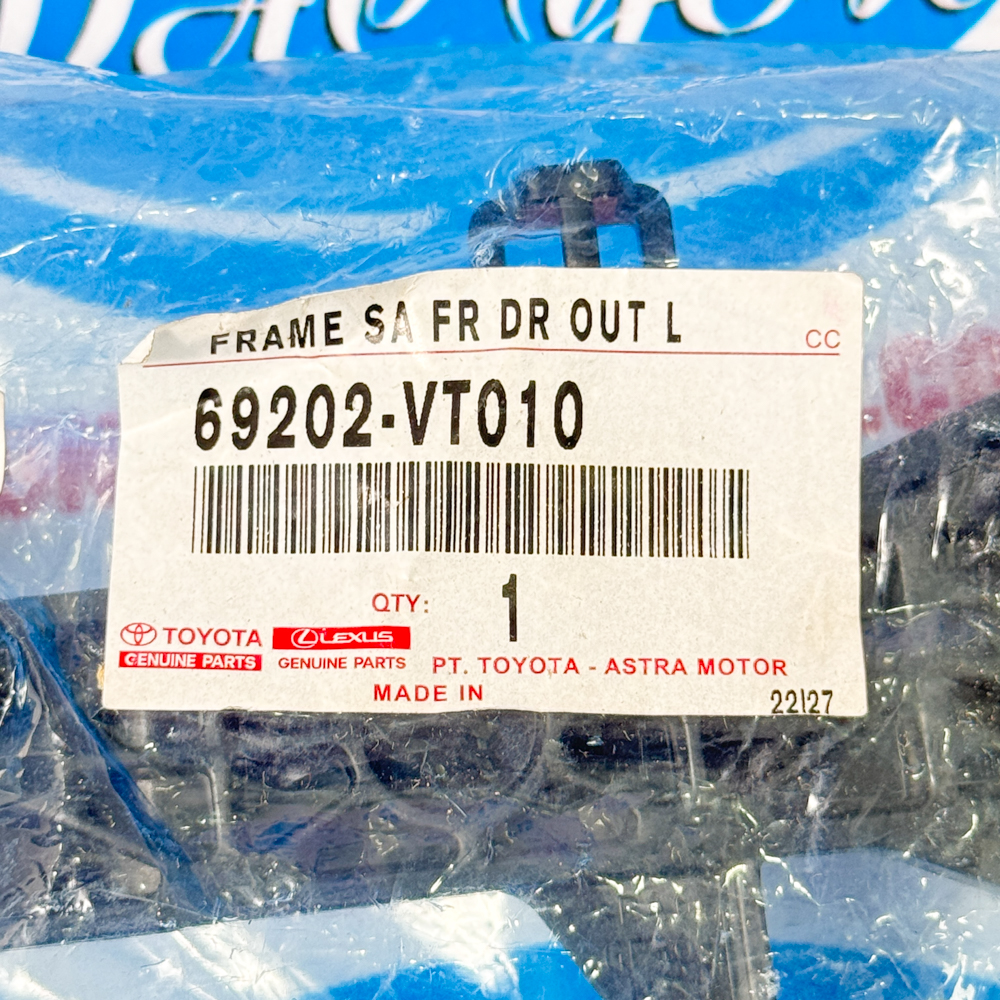 FRAME SA FR DR OUT L
CC
69202-VT010
QTY: 1
TOYOTA
GENUINE PARTS
LEXUS
GENUINE PARTS
PT. TOYOTA - ASTRA MOTOR
MADE IN
22I27